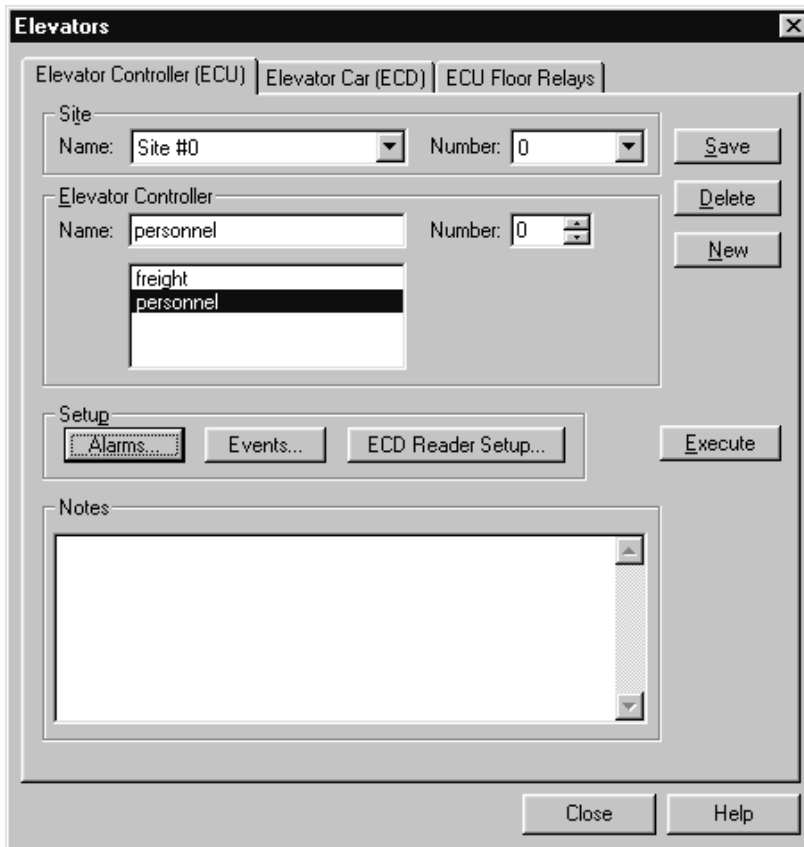 Elevators
Elevator Controller (ECU) Elevator Car (ECD) ECU Floor Relays
Site
Name: Site #0 Number: 0 Save
Elevator Controller Delete
Name: personnel Number: 0
New
freight
personnel
Setup
Alarms... Events... ECD Reader Setup... Execute
Notes
Close Help